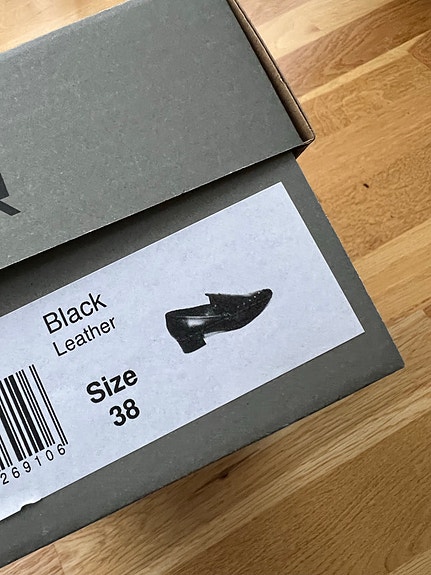 Black
Leather
Size
38
269106